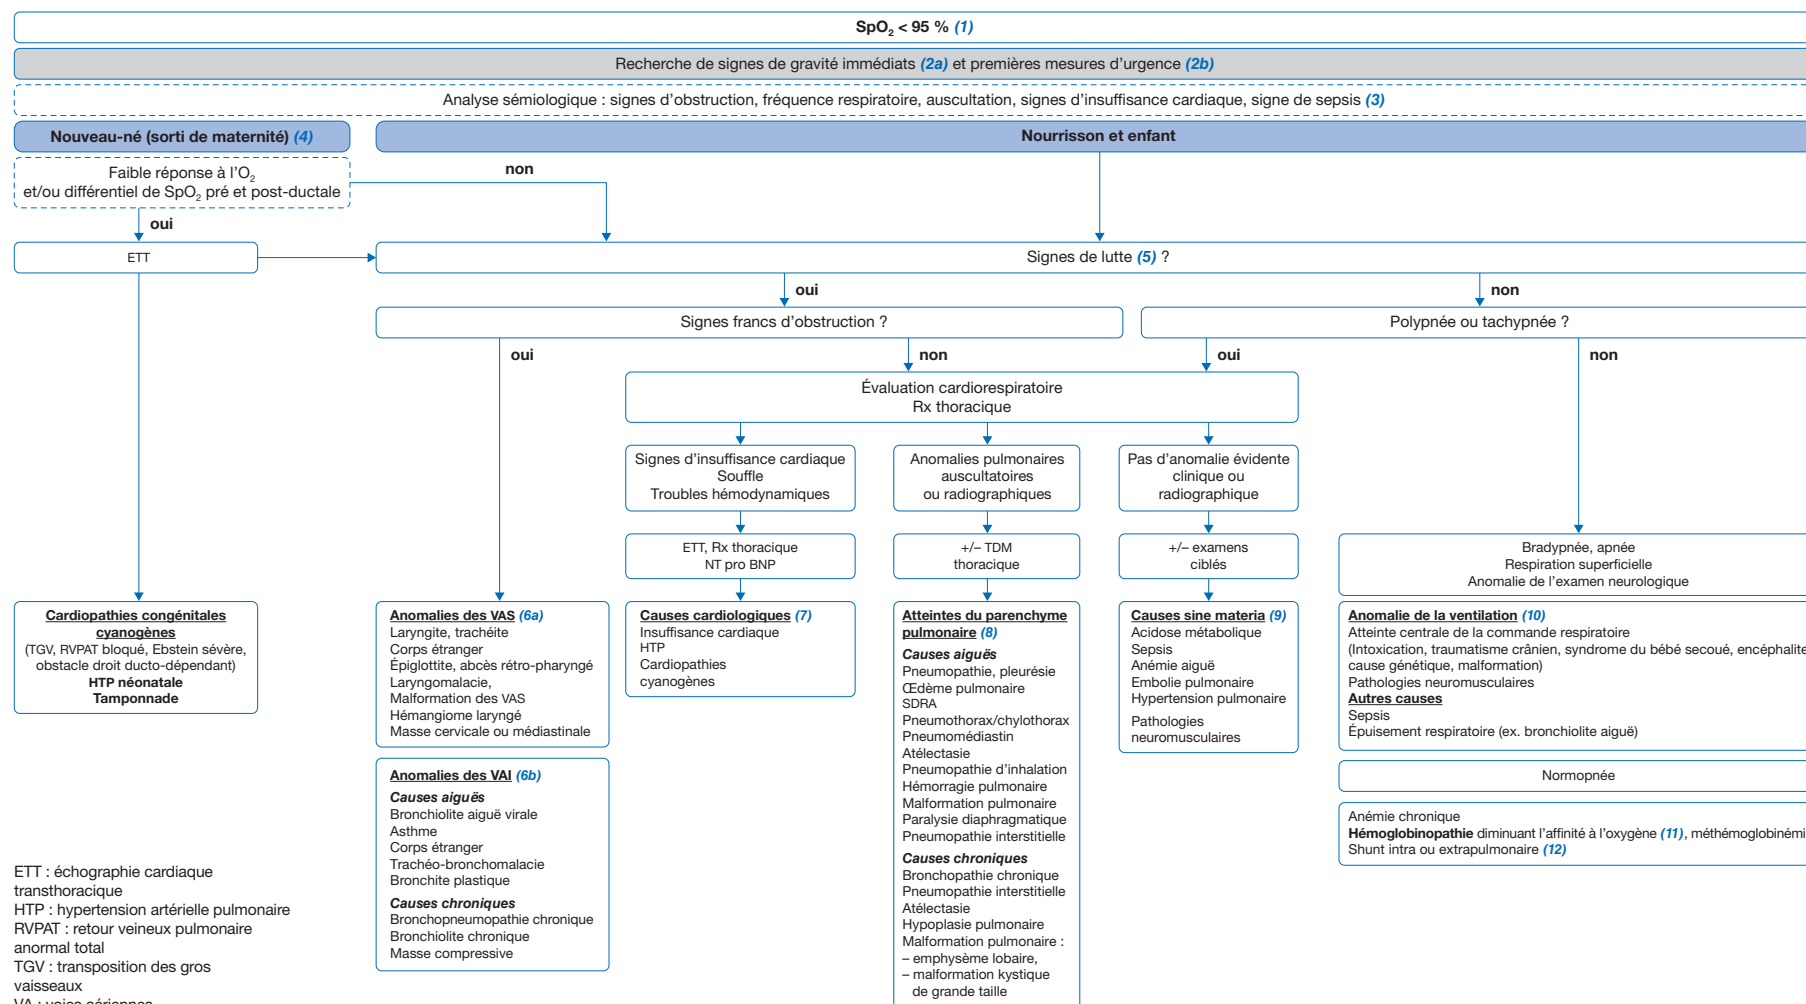 SpO2 < 95 % (1)
Recherche de signes de gravité immédiats (2a) et premières mesures d'urgence (2b)
Analyse sémiologique : signes d'obstruction, fréquence respiratoire, auscultation, signes d'insuffisance cardiaque, signe de sepsis (3)
Nouveau-né (sorti de maternité) (4)
Nourrisson et enfant
Faible réponse à l'O2
et/ou différentiel de SpO2 pré et post-ductale
non
oui
ETT
Signes de lutte (5) ?
oui
non
Signes francs d'obstruction ?
Polypnée ou tachypnée ?
oui
non
oui
non
Évaluation cardiorespiratoire
Rx thoracique
Signes d'insuffisance cardiaque
Souffle
Troubles hémodynamiques
Anomalies pulmonaires
auscultatoires
ou radiographiques
Pas d'anomalie évidente
clinique ou
radiographique
ETT, Rx thoracique
NT pro BNP
+/– TDM
thoracique
+/– examens
ciblés
Bradypnée, apnée
Respiration superficielle
Anomalie de l'examen neurologique
Cardiopathies congénitales
cyanogènes
(TGV, RVPAT bloqué, Ebstein sévère,
obstacle droit ducto-dépendant)
HTP néonatale
Tamponnade
Anomalies des VAS (6a)
Laryngite, trachéite
Corps étranger
Épiglottite, abcès rétro-pharyngé
Laryngomalacie,
Malformation des VAS
Hémangiome laryngé
Masse cervicale ou médiastinale
Anomalies des VAI (6b)
Causes aiguës
Bronchiolite aiguë virale
Asthme
Corps étranger
Trachéo-bronchomalacie
Bronchite plastique
Causes chroniques
Bronchopneumopathie chronique
Bronchiolite chronique
Masse compressive
Causes cardiologiques (7)
Insuffisance cardiaque
HTP
Cardiopathies
cyanogènes
Atteintes du parenchyme
pulmonaire (8)
Causes aiguës
Pneumopathie, pleurésie
Œdème pulmonaire
SDRA
Pneumothorax/chylothorax
Pneumomédiastin
Atélectasie
Pneumopathie d'inhalation
Hémorragie pulmonaire
Malformation pulmonaire
Paralysie diaphragmatique
Pneumopathie interstitielle
Causes chroniques
Bronchopathie chronique
Pneumopathie interstitielle
Atélectasie
Hypoplasie pulmonaire
Malformation pulmonaire :
– emphysème lobaire,
– malformation kystique
de grande taille
Causes sine materia (9)
Acidose métabolique
Sepsis
Anémie aiguë
Embolie pulmonaire
Hypertension pulmonaire
Pathologies
neuromusculaires
Anomalie de la ventilation (10)
Atteinte centrale de la commande respiratoire
(Intoxication, traumatisme crânien, syndrome du bébé secoué, encéphalite
cause génétique, malformation)
Pathologies neuromusculaires
Autres causes
Sepsis
Épuisement respiratoire (ex. bronchiolite aiguë)
Normopnée
Anémie chronique
Hémoglobinopathie diminuant l'affinité à l'oxygène (11), méthémoglobinémi
Shunt intra ou extrapulmonaire (12)
ETT : échographie cardiaque
transthoracique
HTP : hypertension artérielle pulmonaire
RVPAT : retour veineux pulmonaire
anormal total
TGV : transposition des gros
vaisseaux
VA : voies aériennes